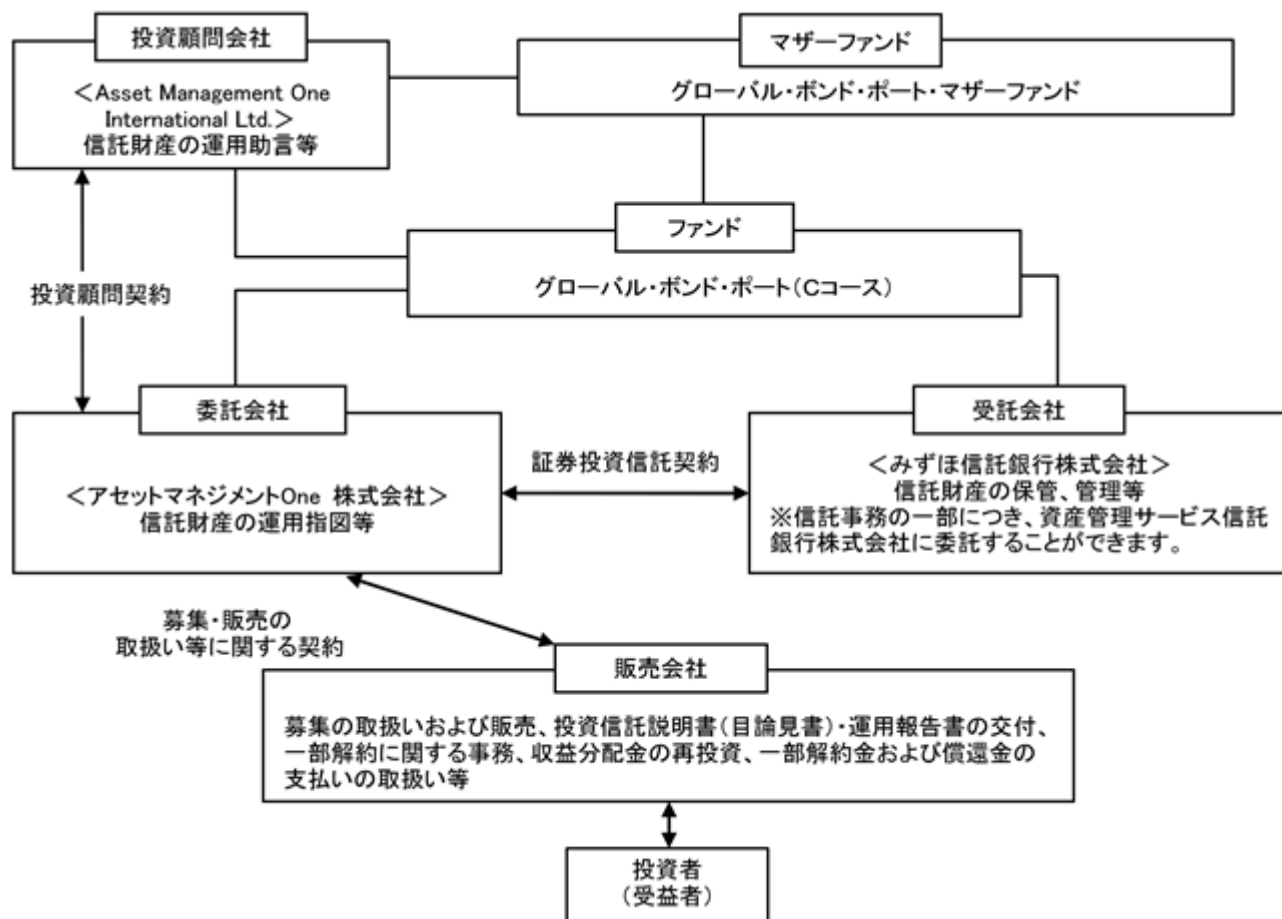 投資顧問会社
<Asset Management One
International Ltd.>
信託財産の運用助言等
マザーファンド
グローバル・ボンド・ポート・マザーファンド
ファンド
グローバル・ボンド・ポート(Cコース)
投資顧問契約
委託会社
<アセットマネジメントOne 株式会社>
信託財産の運用指図等
証券投資信託契約
受託会社
<みずほ信託銀行株式会社>
信託財産の保管、管理等
※信託事務の一部につき、資産管理サービス信託
銀行株式会社に委託することができます。
募集・販売の
取扱い等に関する契約
販売会社
募集の取扱いおよび販売、投資信託説明書(目論見書)・運用報告書の交付、
一部解約に関する事務、収益分配金の再投資、一部解約金および償還金の
支払いの取扱い等
投資者
(受益者)